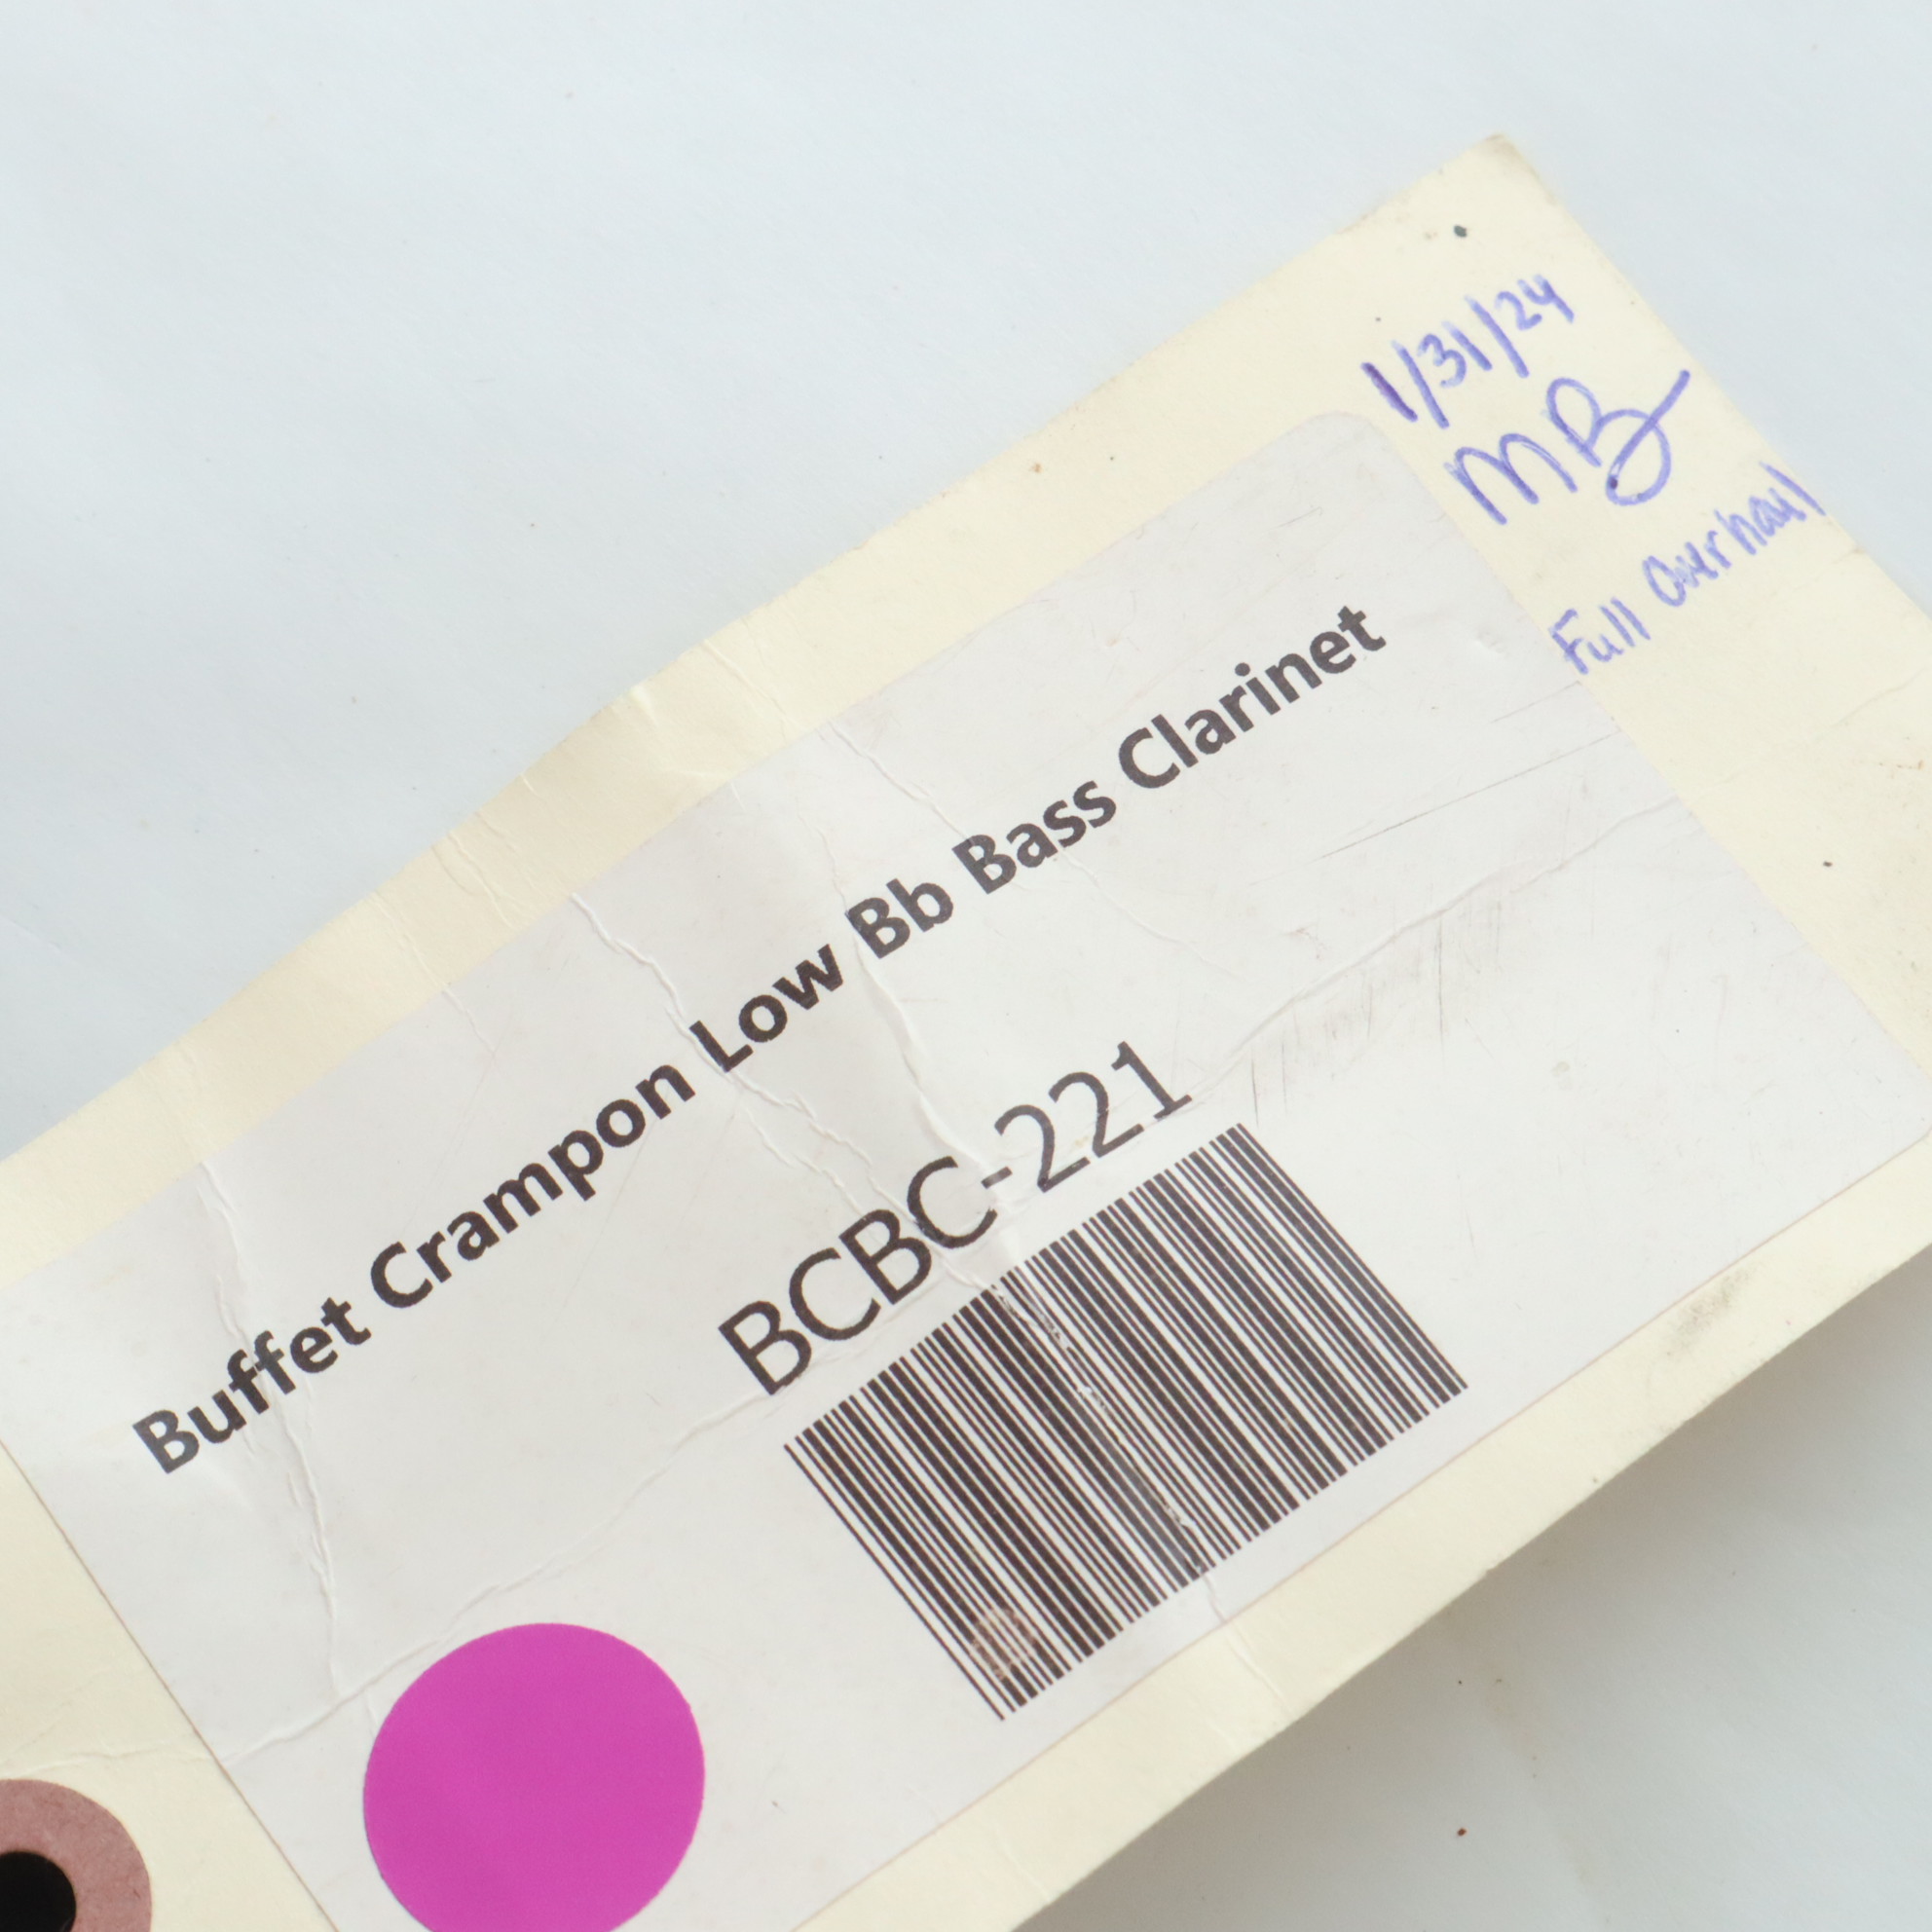 1/31/24
MB
Full Overhaul
Buffet Crampon Low Bb Bass Clarinet
BCBC-221